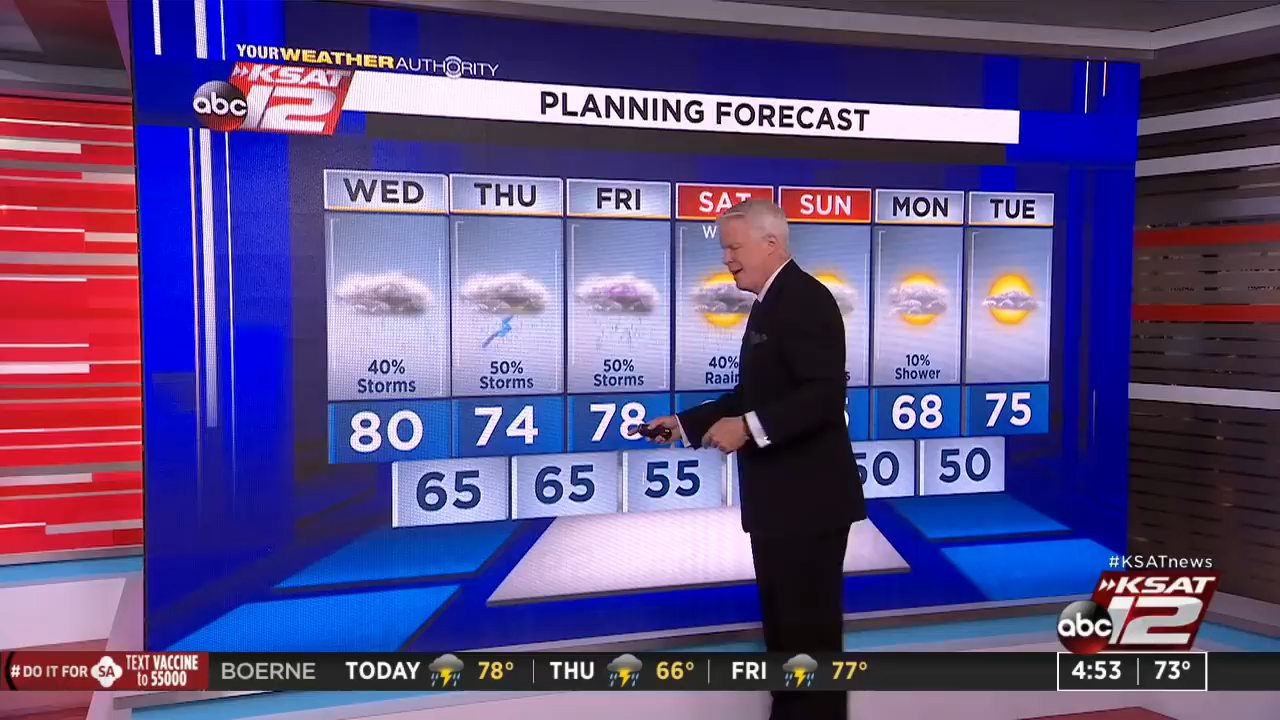 YOUR WEATHER AUTHORITY
abc KSAT 12
PLANNING FORECAST
WED THU FRI SAT SUN MON TUE
40% Storms
50% Storms
50% Storms
40%
10% Shower
80 74 78 68 75
65 65 55 50
#KSATnews
abc KSAT 12
#DO IT FOR SA
TEXT VACCINE to 55000
BOERNE TODAY 78° THU 66° FRI 77°
4:53 73°